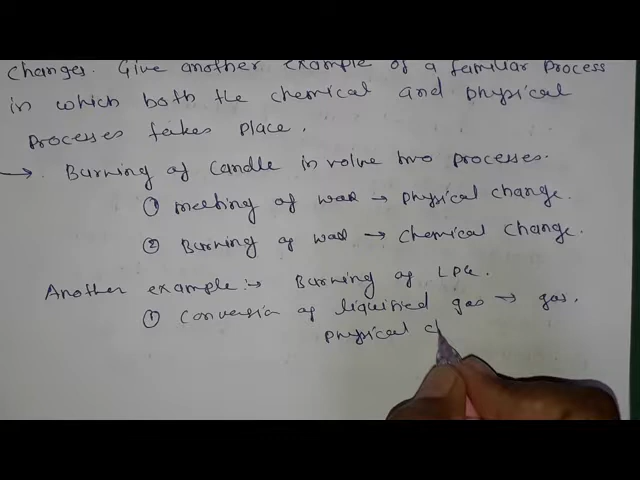 changes. Give another example of a familiar process
in which both the chemical and physical
processes takes place.
→. Burning of candle involve two processes.
① melting of wax → physical change.
② Burning of wax → chemical change.
Another example :→ Burning of LPG.
① conversion of liquified gas → gas.
physical c